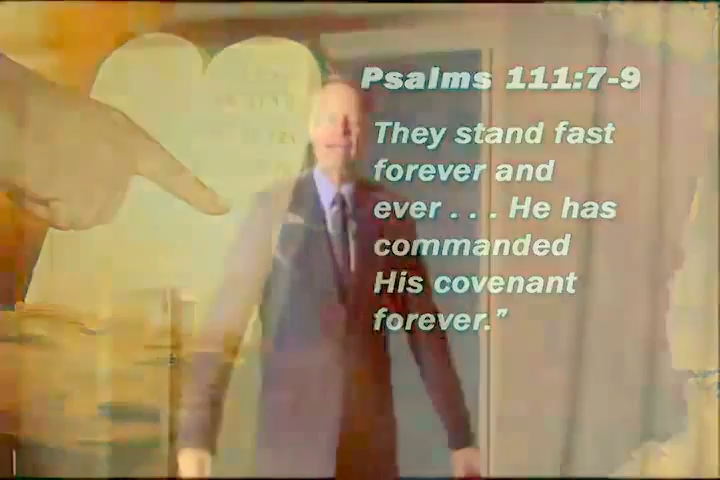 Psalms 111:7-9
They stand fast
forever and
ever . . . He has
commanded
His covenant
forever.”